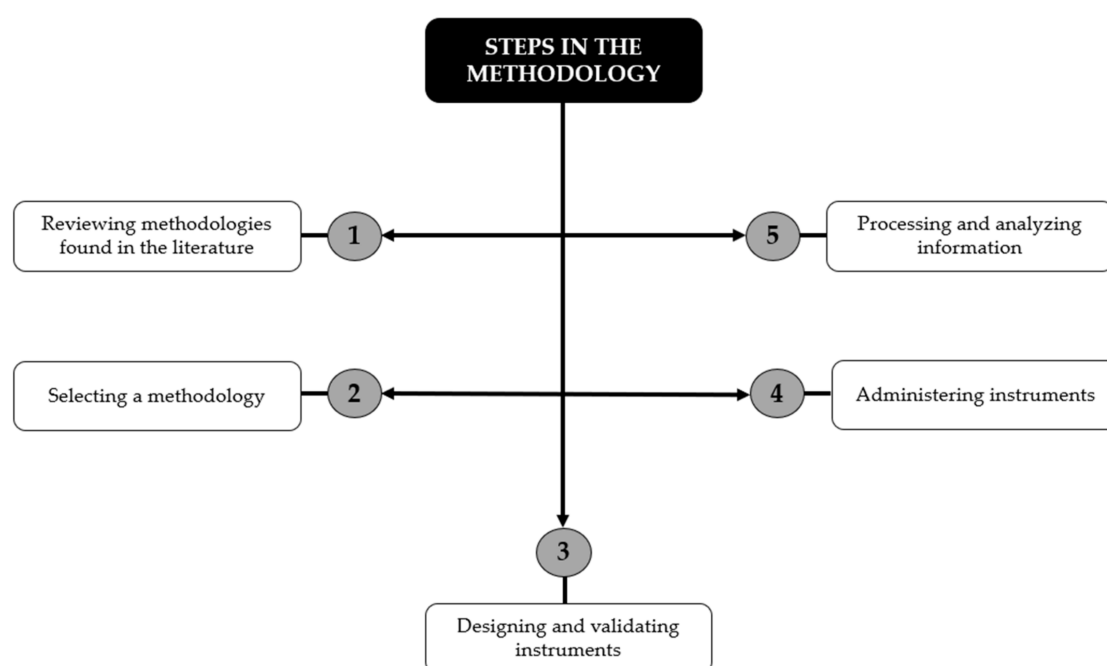 STEPS IN THE
METHODOLOGY
Reviewing methodologies
found in the literature
1
5
Processing and analyzing
information
Selecting a methodology
2
4
Administering instruments
3
Designing and validating
instruments